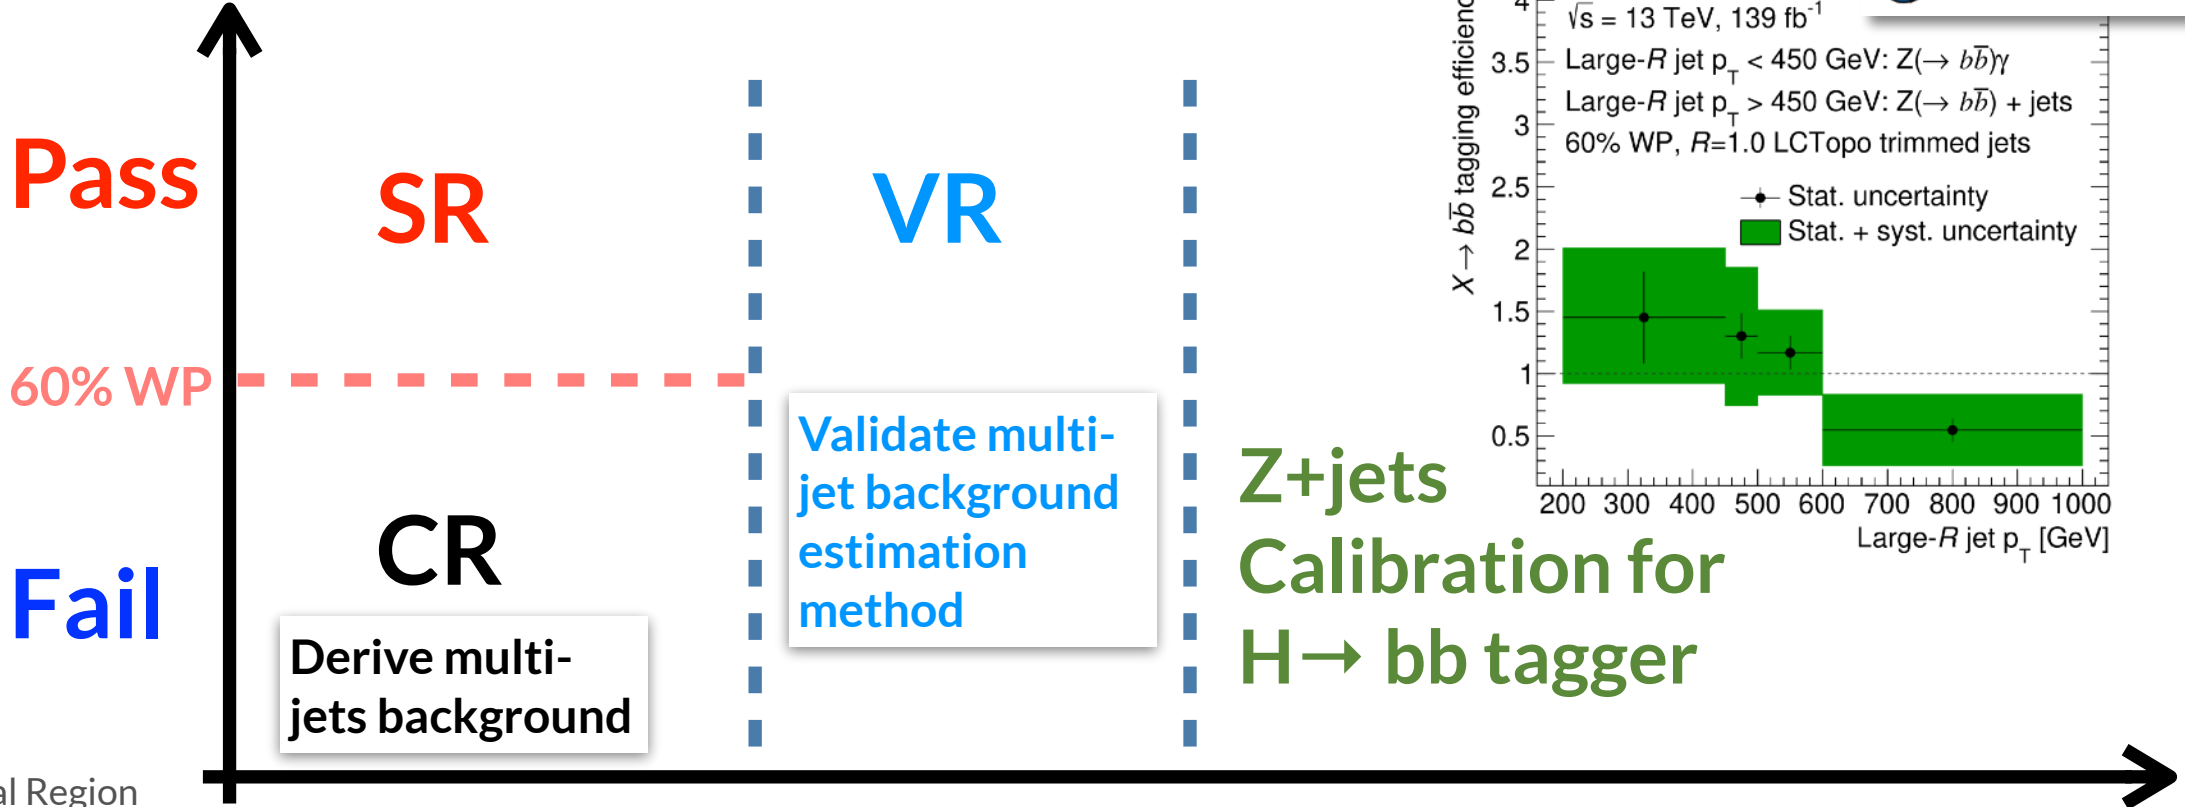 Pass
SR
VR
60% WP
Validate multi-
jet background
estimation
method
CR
Fail
Derive multi-
jets background
Z+jets
Calibration for
H→ bb tagger
√s = 13 TeV, 139 fb⁻¹
Large-R jet p_T < 450 GeV: Z(→ bb̅)γ
Large-R jet p_T > 450 GeV: Z(→ bb̅) + jets
60% WP, R=1.0 LCTopo trimmed jets
Stat. uncertainty
Stat. + syst. uncertainty
X→ bb̅ tagging
4
3.5
3
2.5
2
1.5
1
0.5
200 300 400 500 600 700 800 900 1000
Large-R jet p_T [GeV]
Region